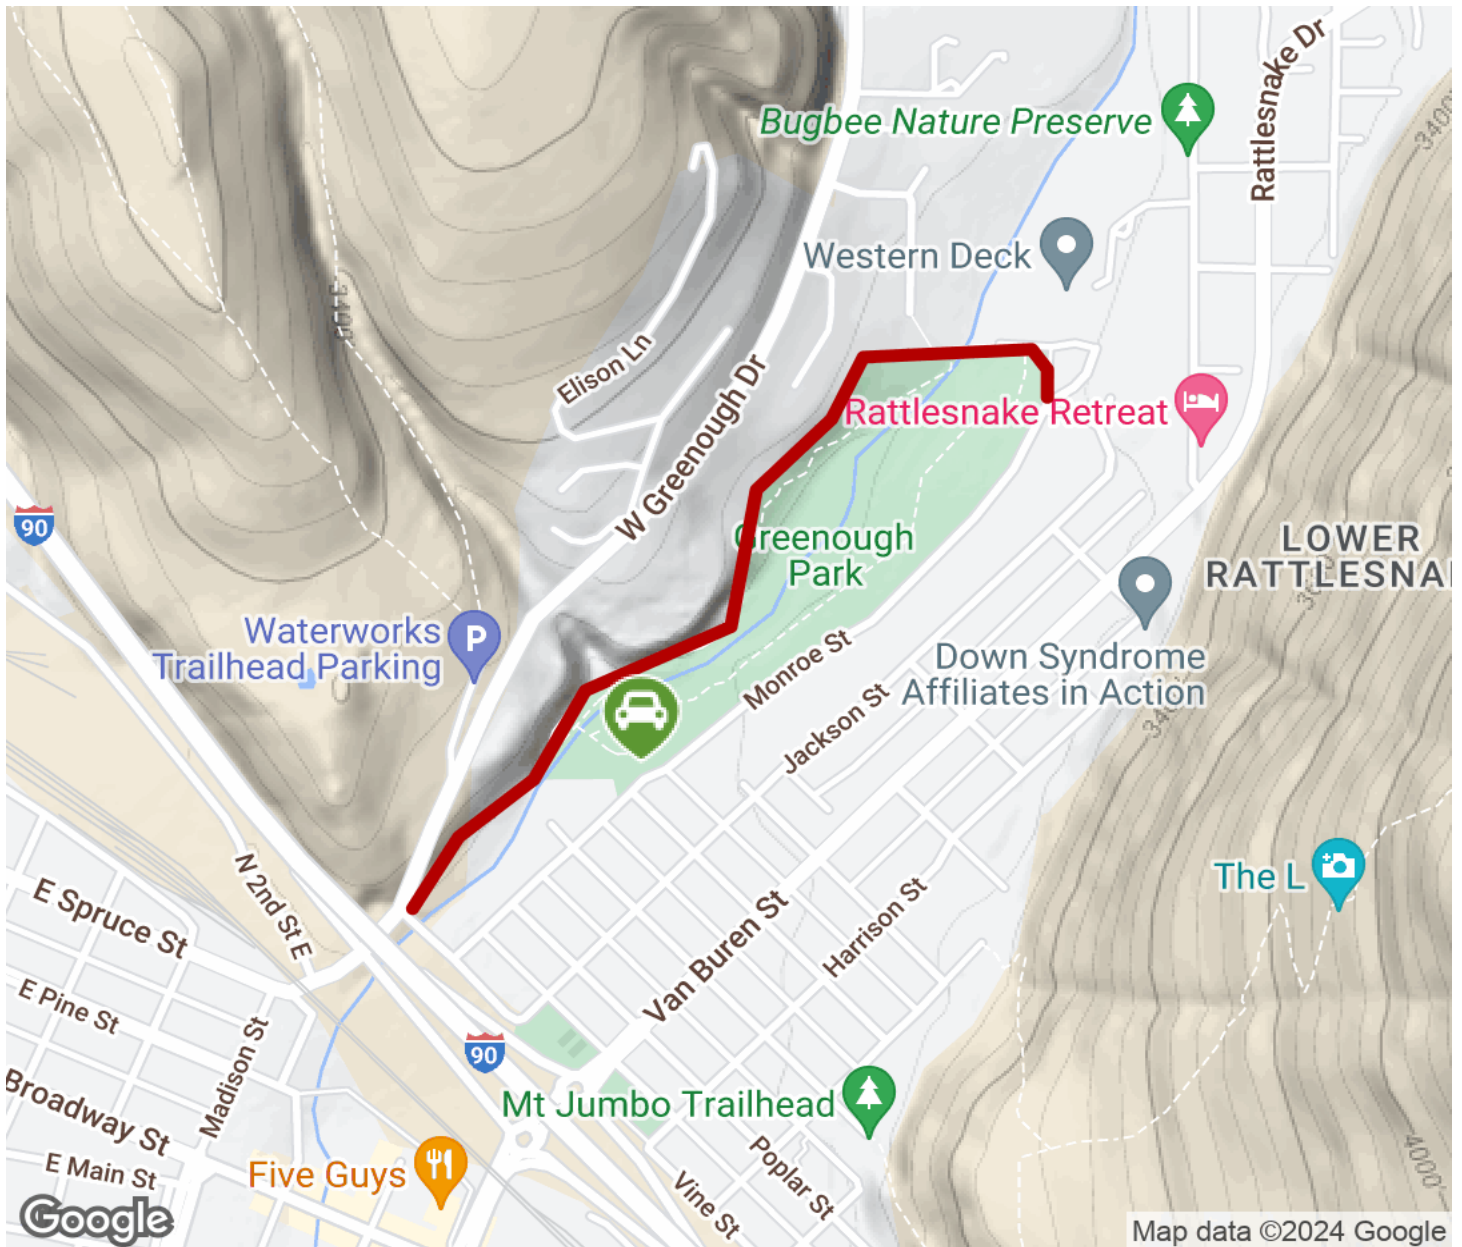 Rattlesnake Dr
Bugbee Nature Preserve
3400'
Western Deck
3400
Elison Ln
W Greenough Dr
Rattlesnake Retreat
90
Greenough
Park
LOWER
Waterworks
Trailhead Parking
P
Monroe St
Down Syndrome
Affiliates in Action
Jackson St
The L
N 2nd St E
E Spruce St
Van Buren St
Harrison St
E Pine St
Madison St
90
Mt Jumbo Trailhead
Broadway St
E Main St
Five Guys
Poplar St
Vine St
4000'
Google
Map data ©2024 Google